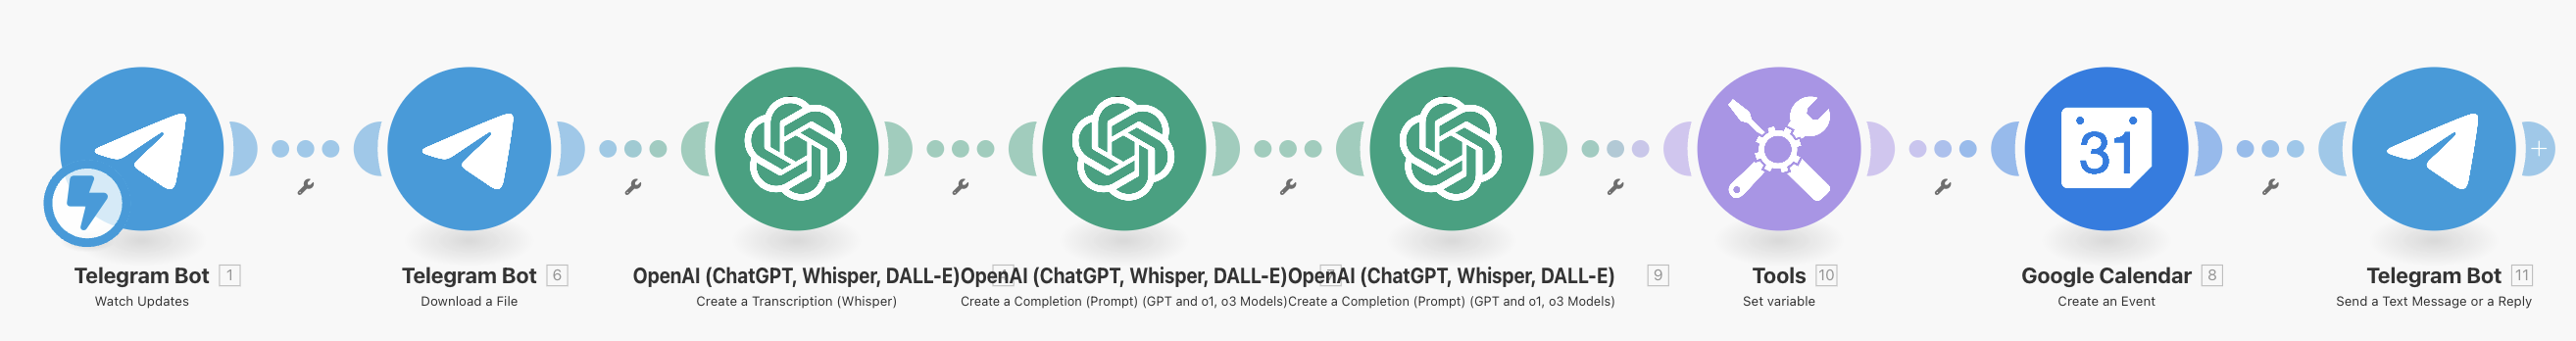 31
Telegram Bot 1
Watch Updates
Telegram Bot 6
Download a File
OpenAI (ChatGPT, Whisper, DALL-E)
Create a Transcription (Whisper)
OpenAI (ChatGPT, Whisper, DALL-E)
Create a Completion (Prompt) (GPT and o1, o3 Models)
OpenAI (ChatGPT, Whisper, DALL-E) 9
Create a Completion (Prompt) (GPT and o1, o3 Models)
Tools 10
Set variable
Google Calendar 8
Create an Event
Telegram Bot 11
Send a Text Message or a Reply